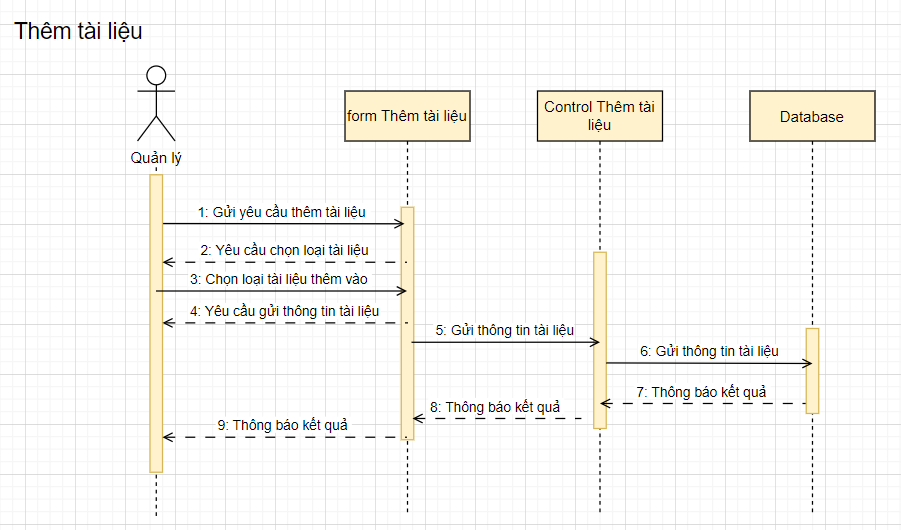 Thêm tài liệu
Quản lý
form Thêm tài liệu
Control Thêm tài
liệu
Database
1: Gửi yêu cầu thêm tài liệu
2: Yêu cầu chọn loại tài liệu
3: Chọn loại tài liệu thêm vào
4: Yêu cầu gửi thông tin tài liệu
5: Gửi thông tin tài liệu
6: Gửi thông tin tài liệu
7: Thông báo kết quả
8: Thông báo kết quả
9: Thông báo kết quả